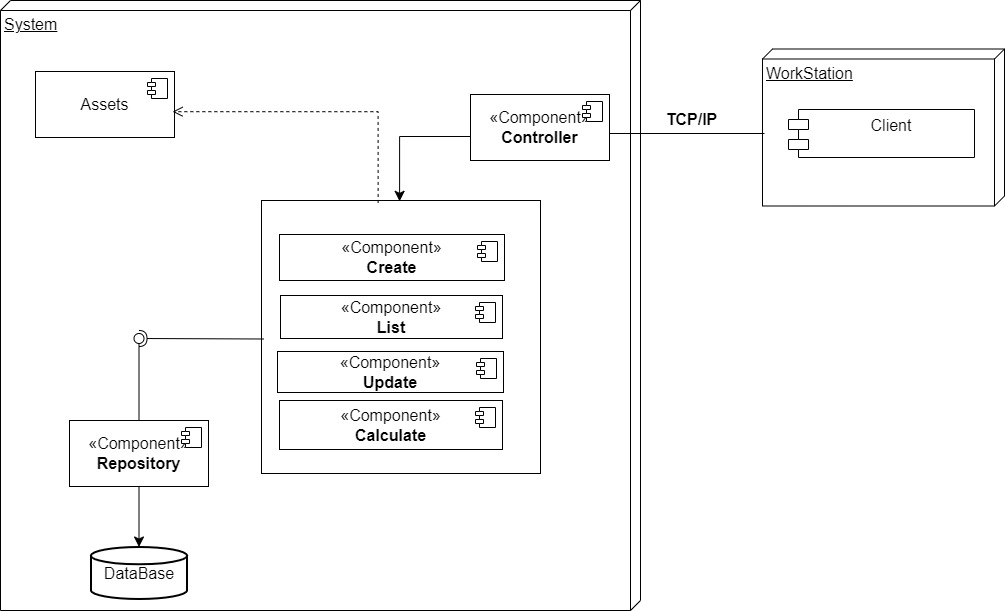 System
WorkStation
Assets
«Component»
Controller
TCP/IP
Client
«Component»
Create
«Component»
List
«Component»
Update
«Component»
Calculate
«Component»
Repository
DataBase